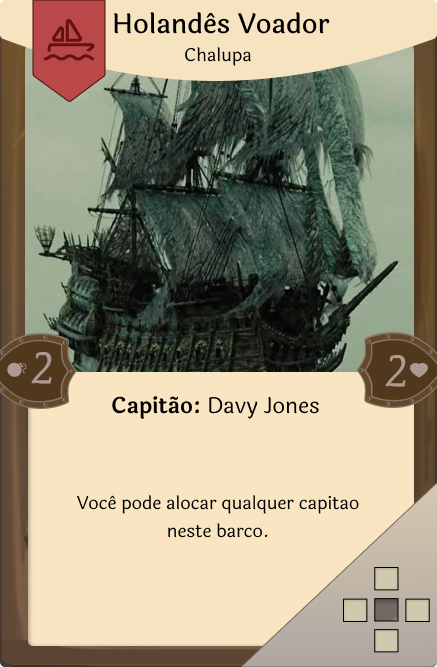 Holandês Voador
Chalupa
2
2
Capitão: Davy Jones
Você pode alocar qualquer capitao
neste barco.